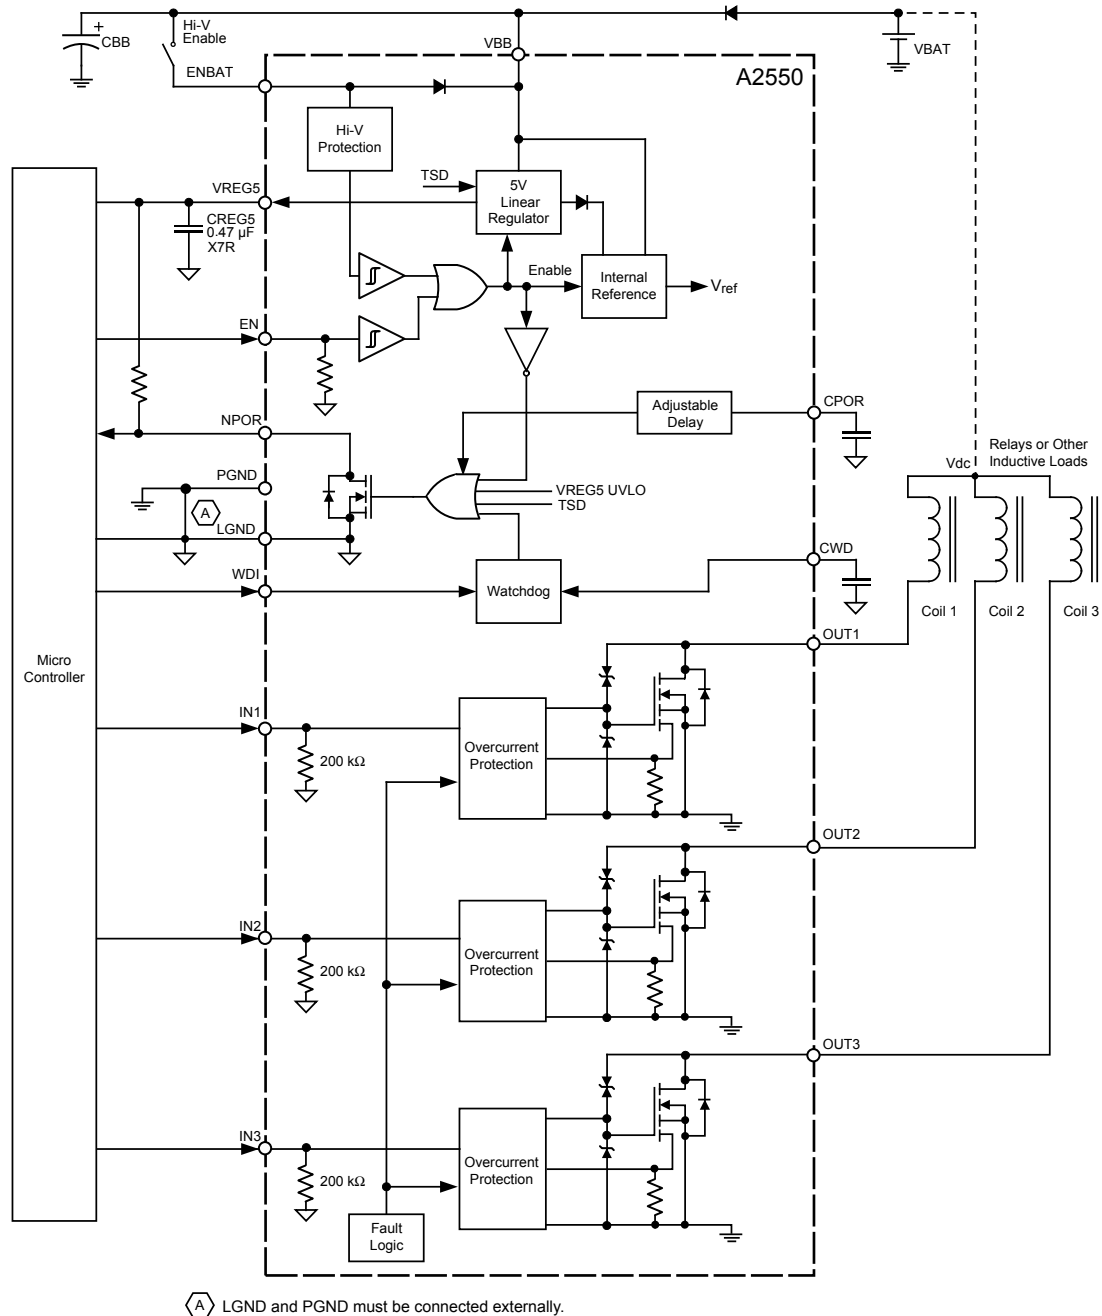 +
CBB
Hi-V
Enable
ENBAT
VBB
VBAT
A2550
Hi-V
Protection
TSD
5V
Linear
Regulator
VREG5
CREG5
0.47 µF
X7R
Enable
Internal
Reference
Vref
EN
Adjustable
Delay
CPOR
NPOR
Relays or Other
Inductive Loads
Vdc
PGND
A
VREG5 UVLO
TSD
LGND
CWD
WDI
Watchdog
Coil 1
Coil 2
Coil 3
OUT1
Micro
Controller
IN1
200 kΩ
Overcurrent
Protection
OUT2
IN2
200 kΩ
Overcurrent
Protection
OUT3
IN3
200 kΩ
Overcurrent
Protection
Fault
Logic
A LGND and PGND must be connected externally.